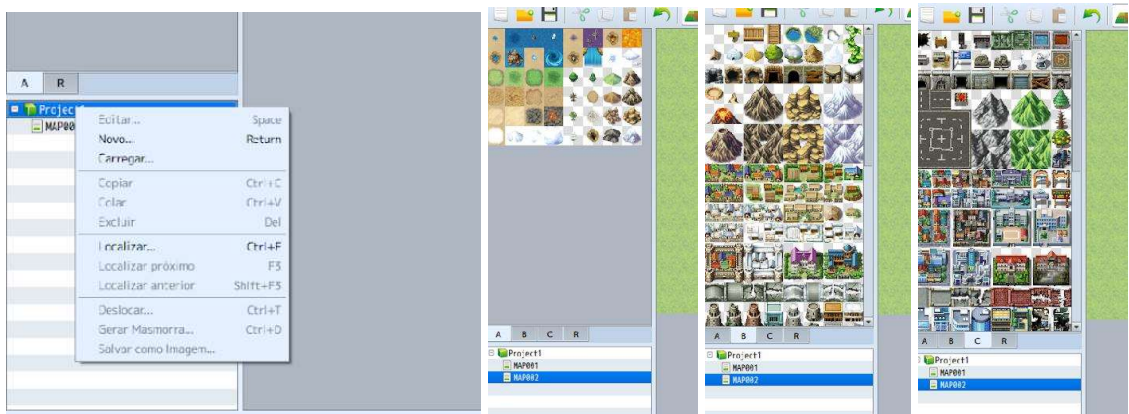 A R
Project1
MAP00
Editar... Space
Novo... Return
Carregar...
Copiar Ctrl+C
Colar Ctrl+V
Excluir Del
Localizar... Ctrl+F
Localizar próximo F3
Localizar anterior Shift+F3
Deslocar... Ctrl+T
Gerar Masmorra... Ctrl+D
Salvar como Imagem...
A B C R
Project1
MAP001
MAP002
A B C R
Project1
MAP001
MAP002
A B C R
Project1
MAP001
MAP002